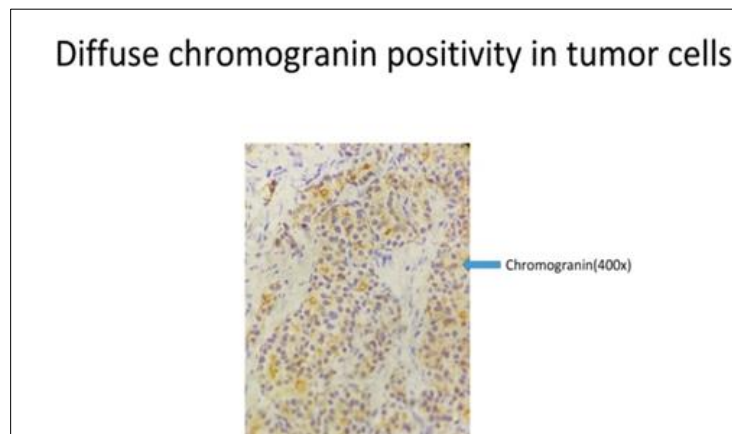 Diffuse chromogranin positivity in tumor cells
Chromogranin(400x)